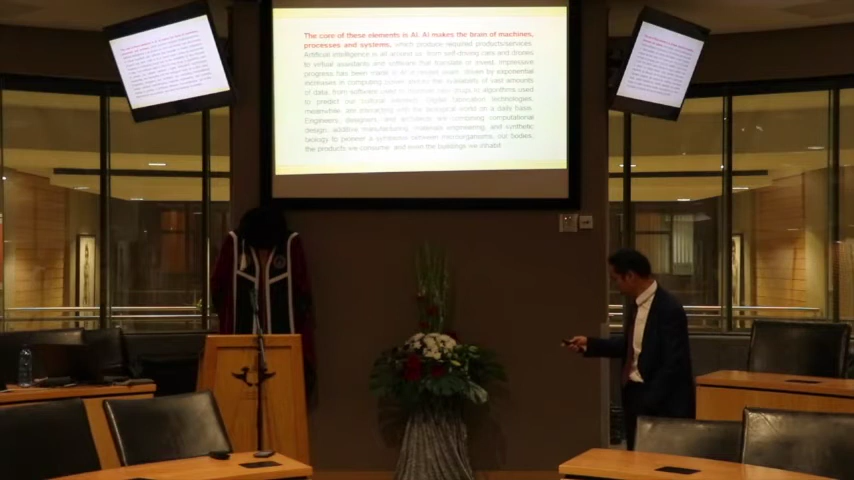 The core of these elements is AI. AI makes the brain of machines,
processes and systems, which produce required products/services.
Artificial intelligence is all around us, from self-driving cars and drones
to virtual assistants and software that translate or invest. Impressive
progress has been made in AI in recent years, driven by exponential
increases in computing power and by the availability of vast amounts
of data, from software used to discover new drugs to algorithms used
to predict our cultural interests. Digital fabrication technologies,
meanwhile, are interacting with the biological world on a daily basis.
Engineers, designers, and architects are combining computational
design, additive manufacturing, materials engineering, and synthetic
biology to pioneer a symbiosis between microorganisms, our bodies,
the products we consume, and even the buildings we inhabit